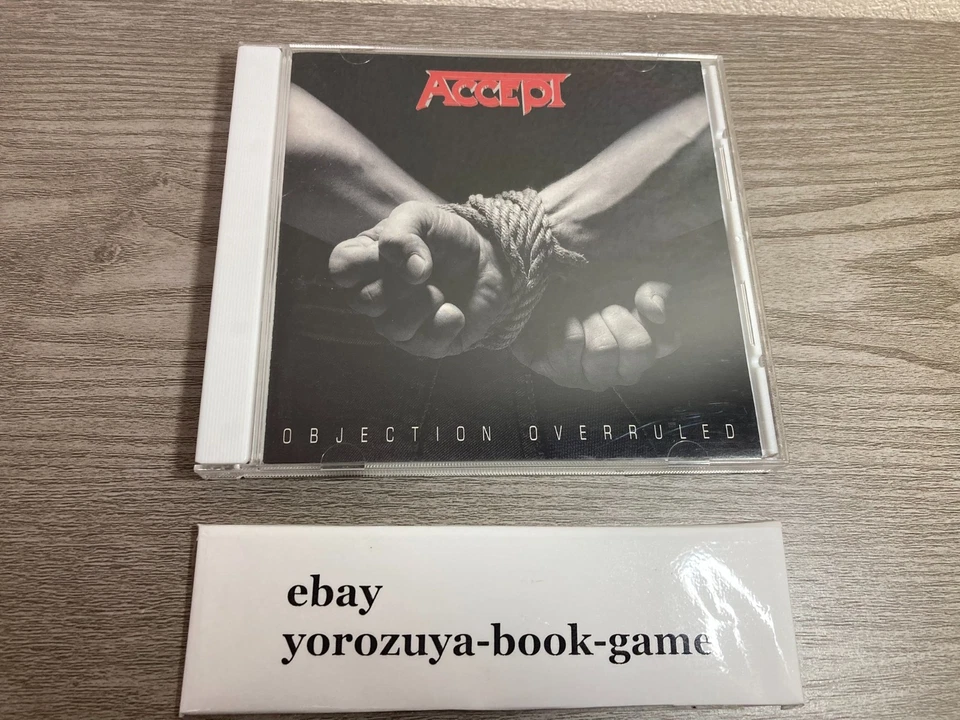 ACCEPT
OBJECTION OVERRULED
ebay
yorozuya-book-game